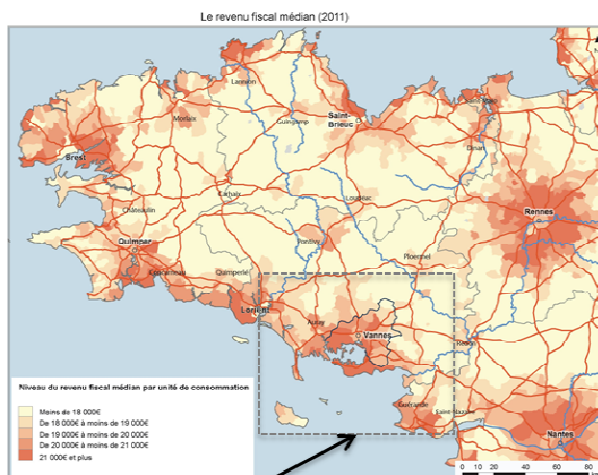 Le revenu fiscal médian (2011)
Lannion
Morlaix
Guingamp
Saint-
Brieuc
Saint-Malo
Dinan
Brest
Carhaix
Loudéac
Rennes
Châteaulin
Quimper
Pontivy
Ploermel
Concarneau
Quimperlé
Lorient
Auray
Vannes
Redon
Guérande
Saint-Nazaire
Nantes
Niveau du revenu fiscal médian par unité de consommation
Moins de 18 000€
De 18 000€ à moins de 19 000€
De 19 000€ à moins de 20 000€
De 20 000€ à moins de 21 000€
21 000€ et plus
0 20 40 60 80